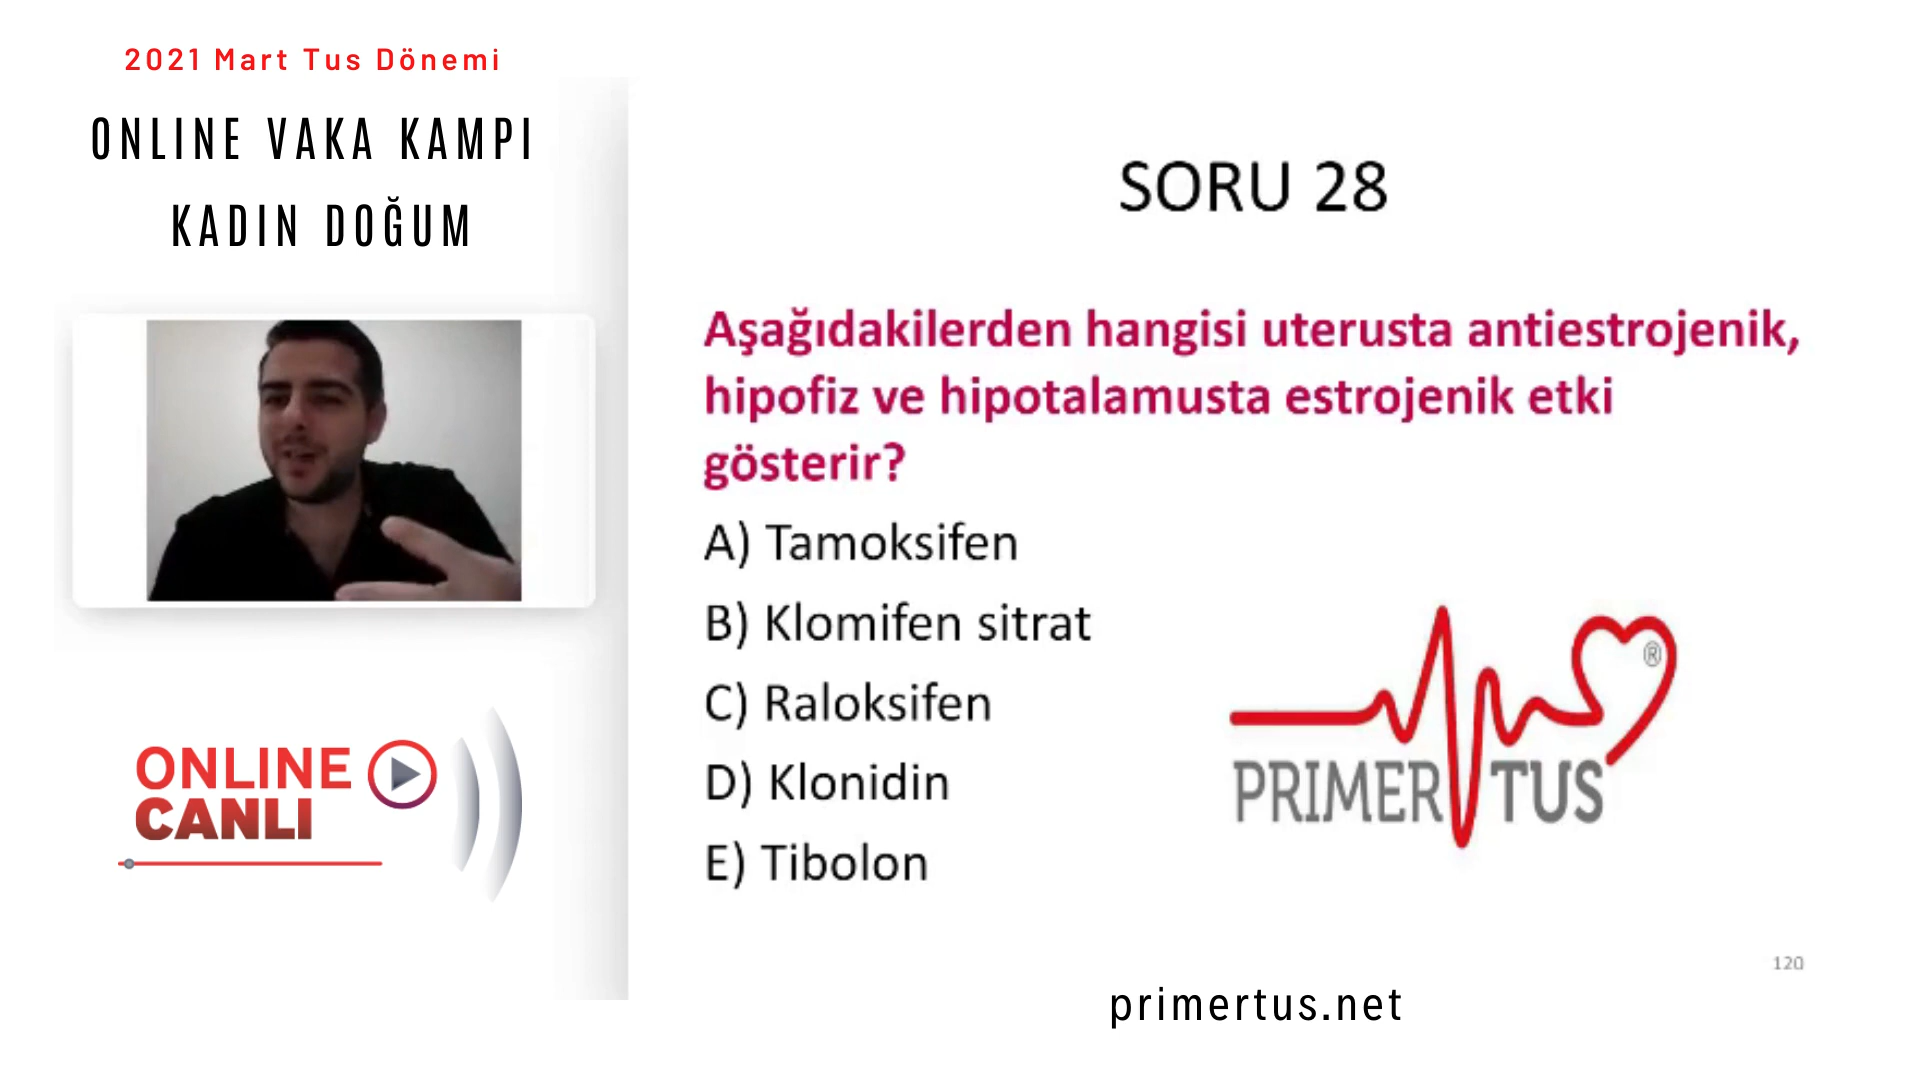 2021 Mart Tus Dönemi
ONLINE VAKA KAMPI
KADIN DOĞUM
ONLINE
CANLI
SORU 28
Aşağıdakilerden hangisi uterusta antiestrojenik,
hipofiz ve hipotalamusta estrojenik etki
gösterir?
A) Tamoksifen
B) Klomifen sitrat
C) Raloksifen
D) Klonidin
E) Tibolon
®
PRIMER TUS
120
primertus.net